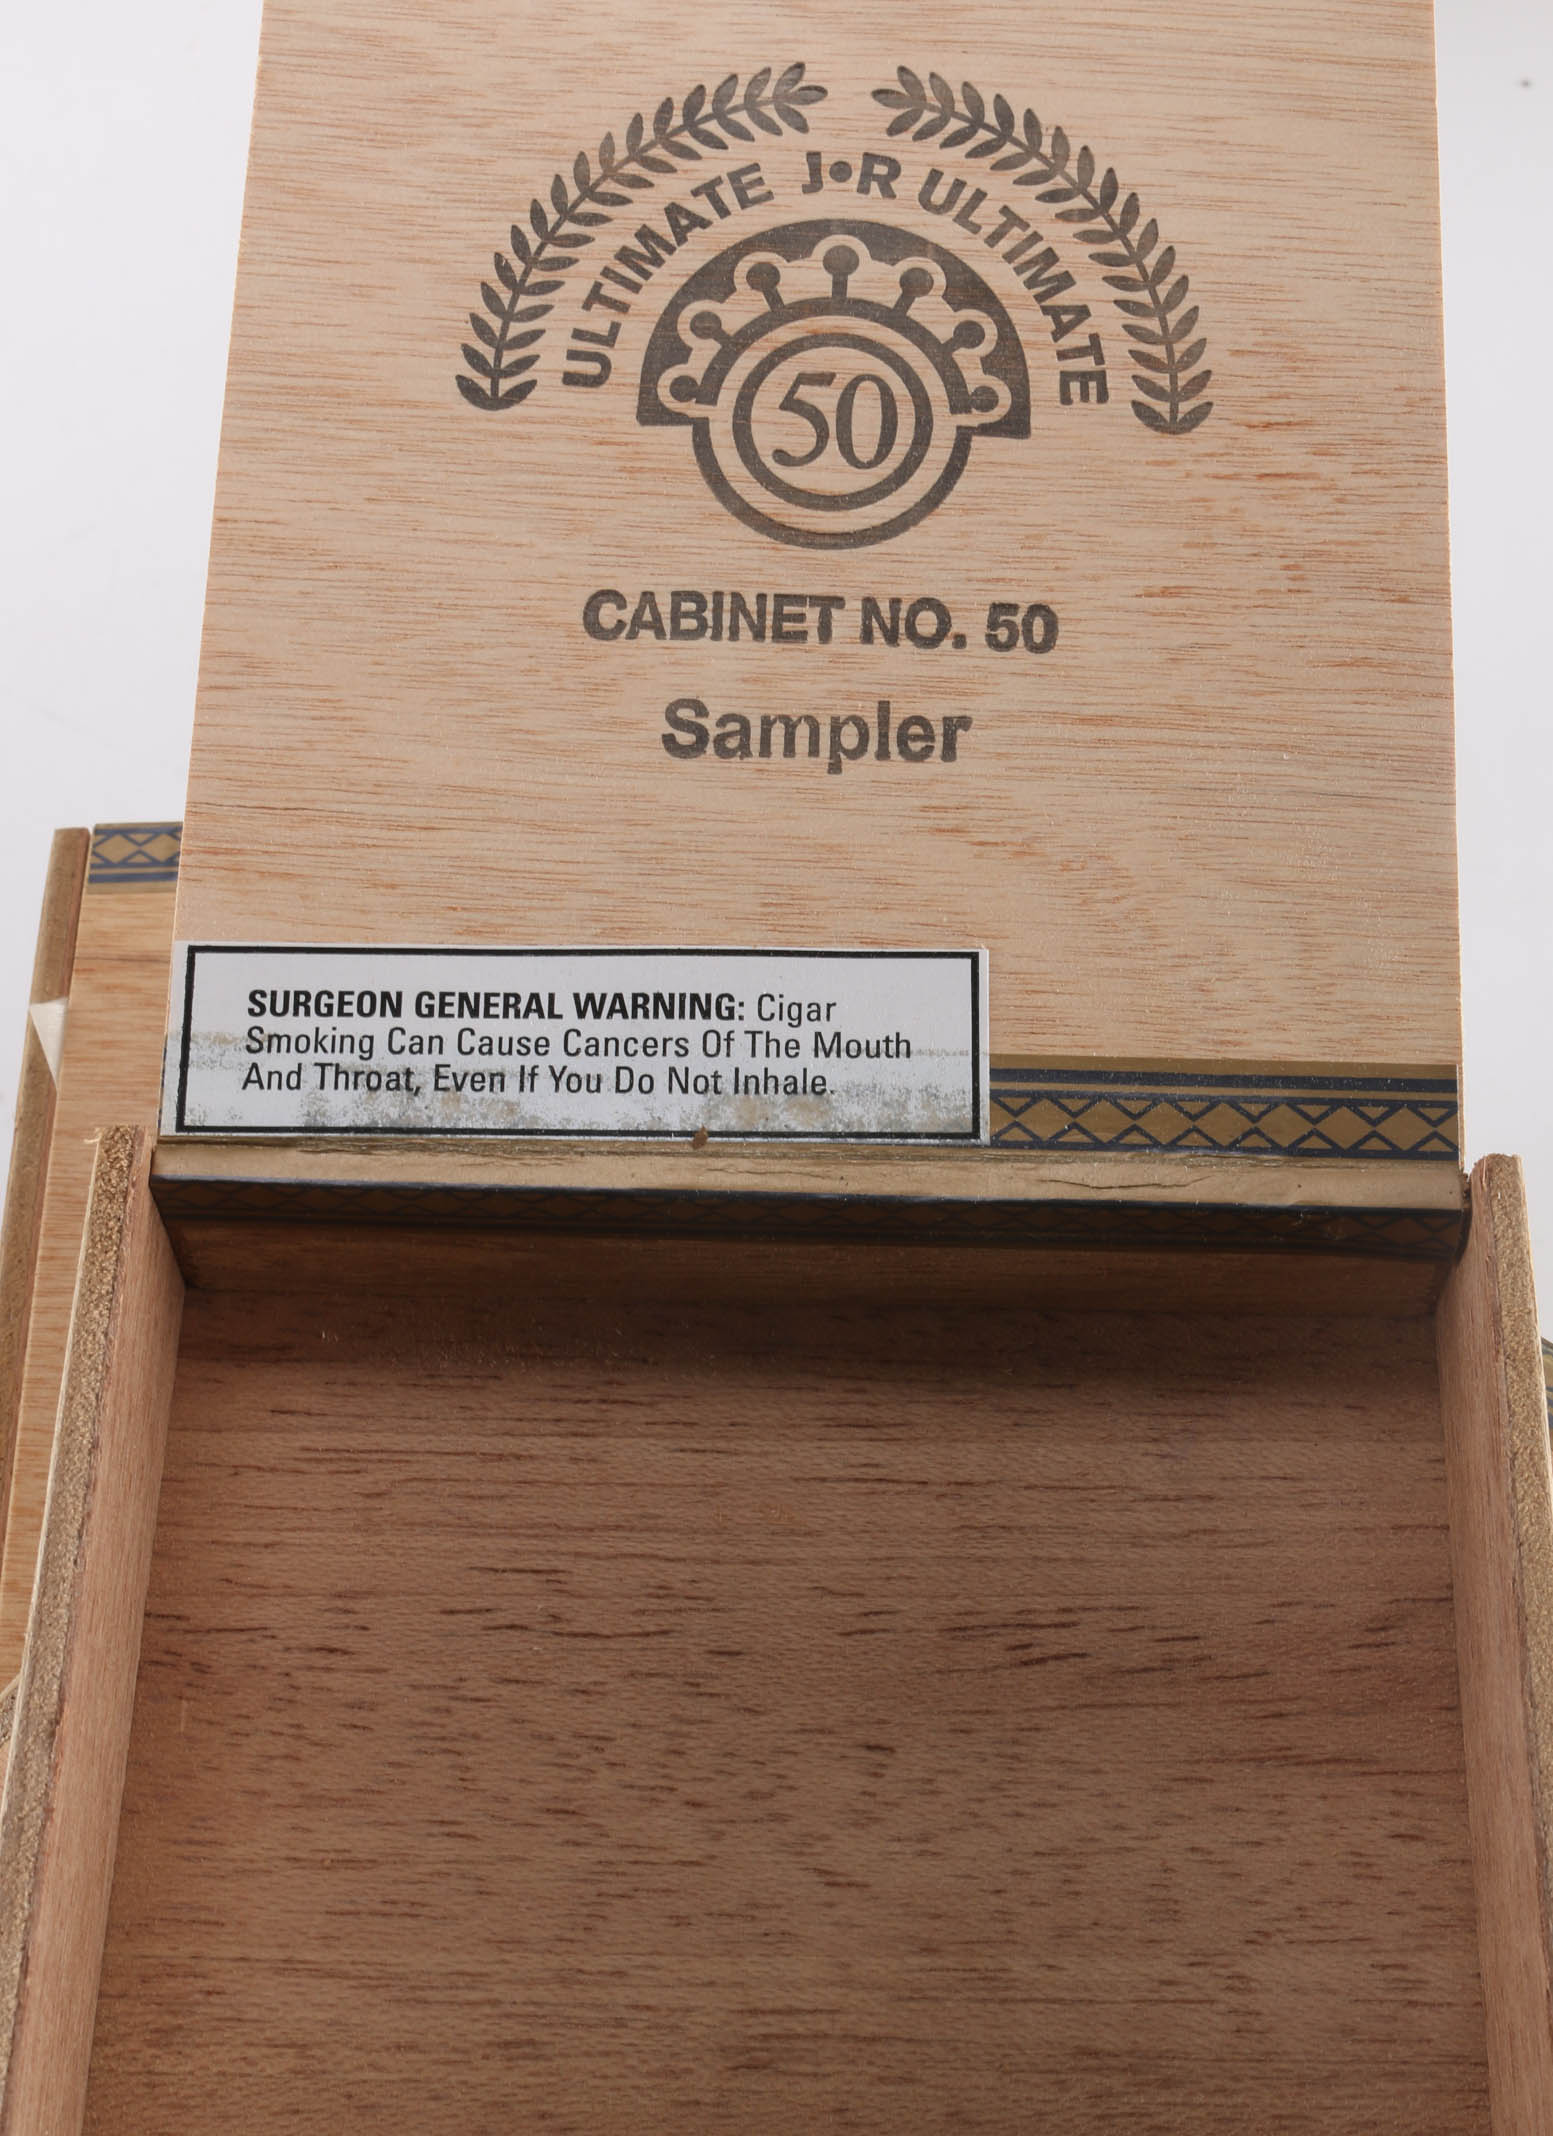 ULTIMATE J•R ULTIMATE
50
CABINET NO. 50
Sampler
SURGEON GENERAL WARNING: Cigar
Smoking Can Cause Cancers Of The Mouth
And Throat, Even If You Do Not Inhale.